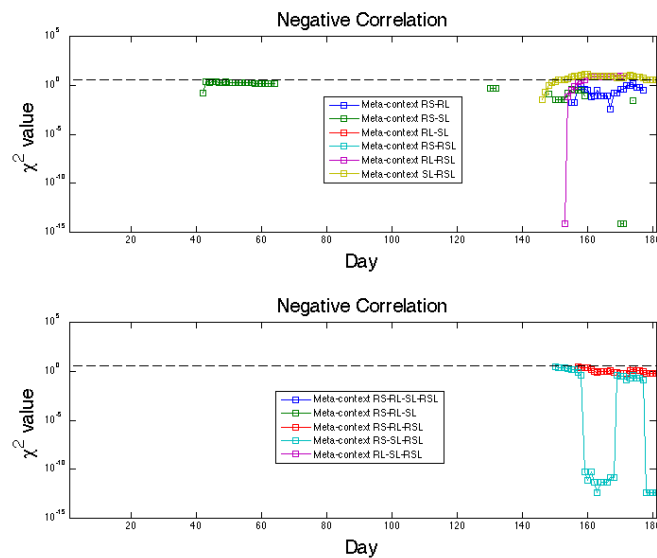 Negative Correlation
10^5
10^0
10^-5
10^-10
10^-15
χ² value
Meta-context RS-RL
Meta-context RS-SL
Meta-context RL-SL
Meta-context RS-RSL
Meta-context RL-RSL
Meta-context SL-RSL
20 40 60 80 100 120 140 160 180
Day
Negative Correlation
10^5
10^0
10^-5
10^-10
10^-15
χ² value
Meta-context RS-RL-SL-RSL
Meta-context RS-RL-SL
Meta-context RS-RL-RSL
Meta-context RS-SL-RSL
Meta-context RL-SL-RSL
20 40 60 80 100 120 140 160 180
Day